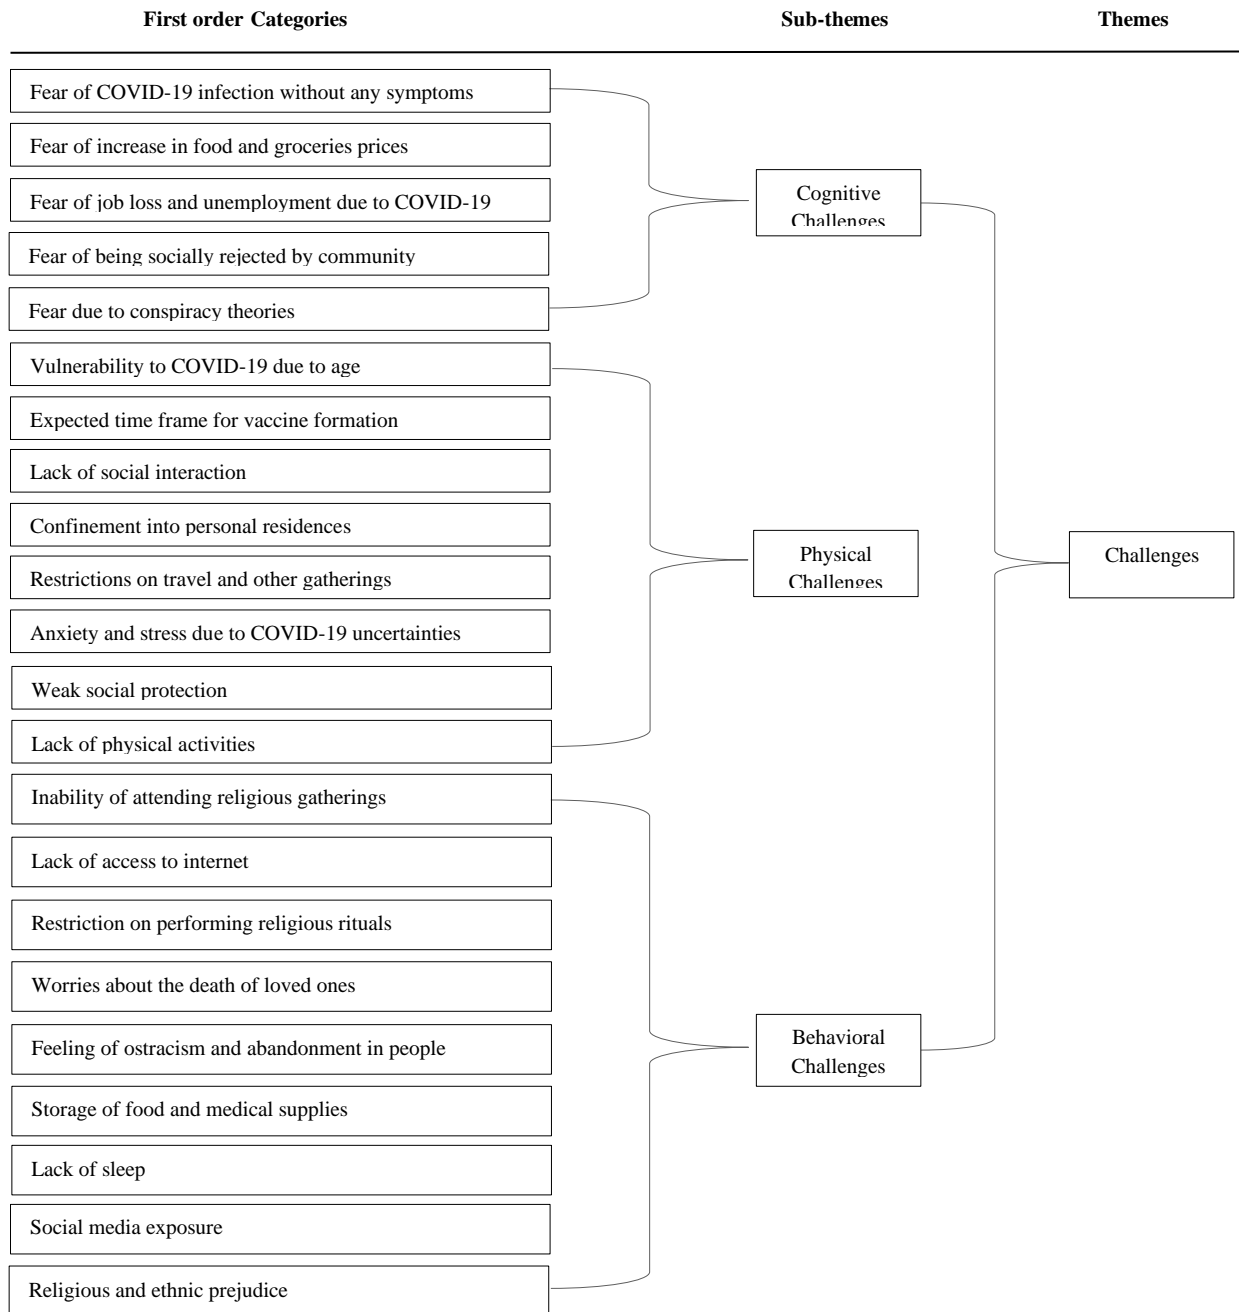 First order Categories Sub-themes Themes
Fear of COVID-19 infection without any symptoms
Fear of increase in food and groceries prices
Fear of job loss and unemployment due to COVID-19
Cognitive
Challenges
Fear of being socially rejected by community
Fear due to conspiracy theories
Vulnerability to COVID-19 due to age
Expected time frame for vaccine formation
Lack of social interaction
Confinement into personal residences
Physical
Challenges
Challenges
Restrictions on travel and other gatherings
Anxiety and stress due to COVID-19 uncertainties
Weak social protection
Lack of physical activities
Inability of attending religious gatherings
Lack of access to internet
Restriction on performing religious rituals
Worries about the death of loved ones
Feeling of ostracism and abandonment in people
Behavioral
Challenges
Storage of food and medical supplies
Lack of sleep
Social media exposure
Religious and ethnic prejudice